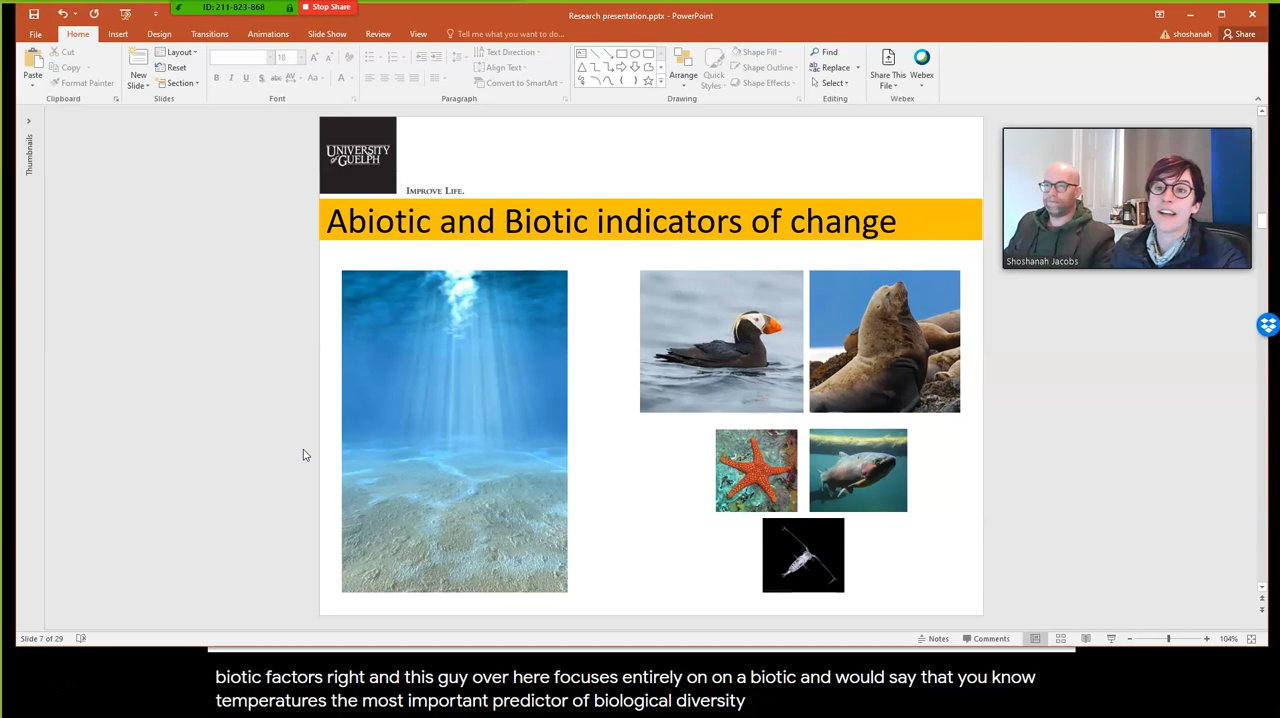 ID: 211-823-868
Stop Share
Research presentation.pptx - PowerPoint
File Home Insert Design Transitions Animations Slide Show Review View Tell me what you want to do...
shoshanah Share
Paste
Cut
Copy
Format Painter
Clipboard
New
Slide
Layout
Reset
Section
Slides
18
B I U S abc AV Aa A
Font
Text Direction
Align Text
Convert to SmartArt
Paragraph
Arrange
Quick
Styles
Shape Fill
Shape Outline
Shape Effects
Drawing
Find
Replace
Select
Editing
Share This
File
Webex
Webex
Thumbnails
UNIVERSITY
of GUELPH
IMPROVE LIFE.
Abiotic and Biotic indicators of change
Shoshanah Jacobs
Slide 7 of 29
Notes Comments
104%
biotic factors right and this guy over here focuses entirely on on a biotic and would say that you know
temperatures the most important predictor of biological diversity